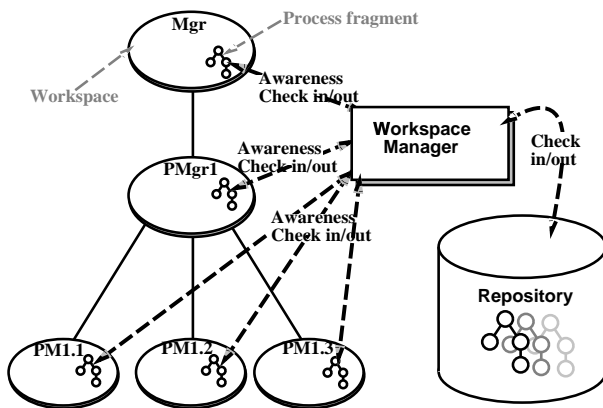 Mgr
Process fragment
Workspace
Awareness
Check in/out
Workspace
Manager
Check
in/out
Awareness
Check in/out
PMgr1
Awareness
Check in/out
Repository
PM1.1
PM1.2
PM1.3